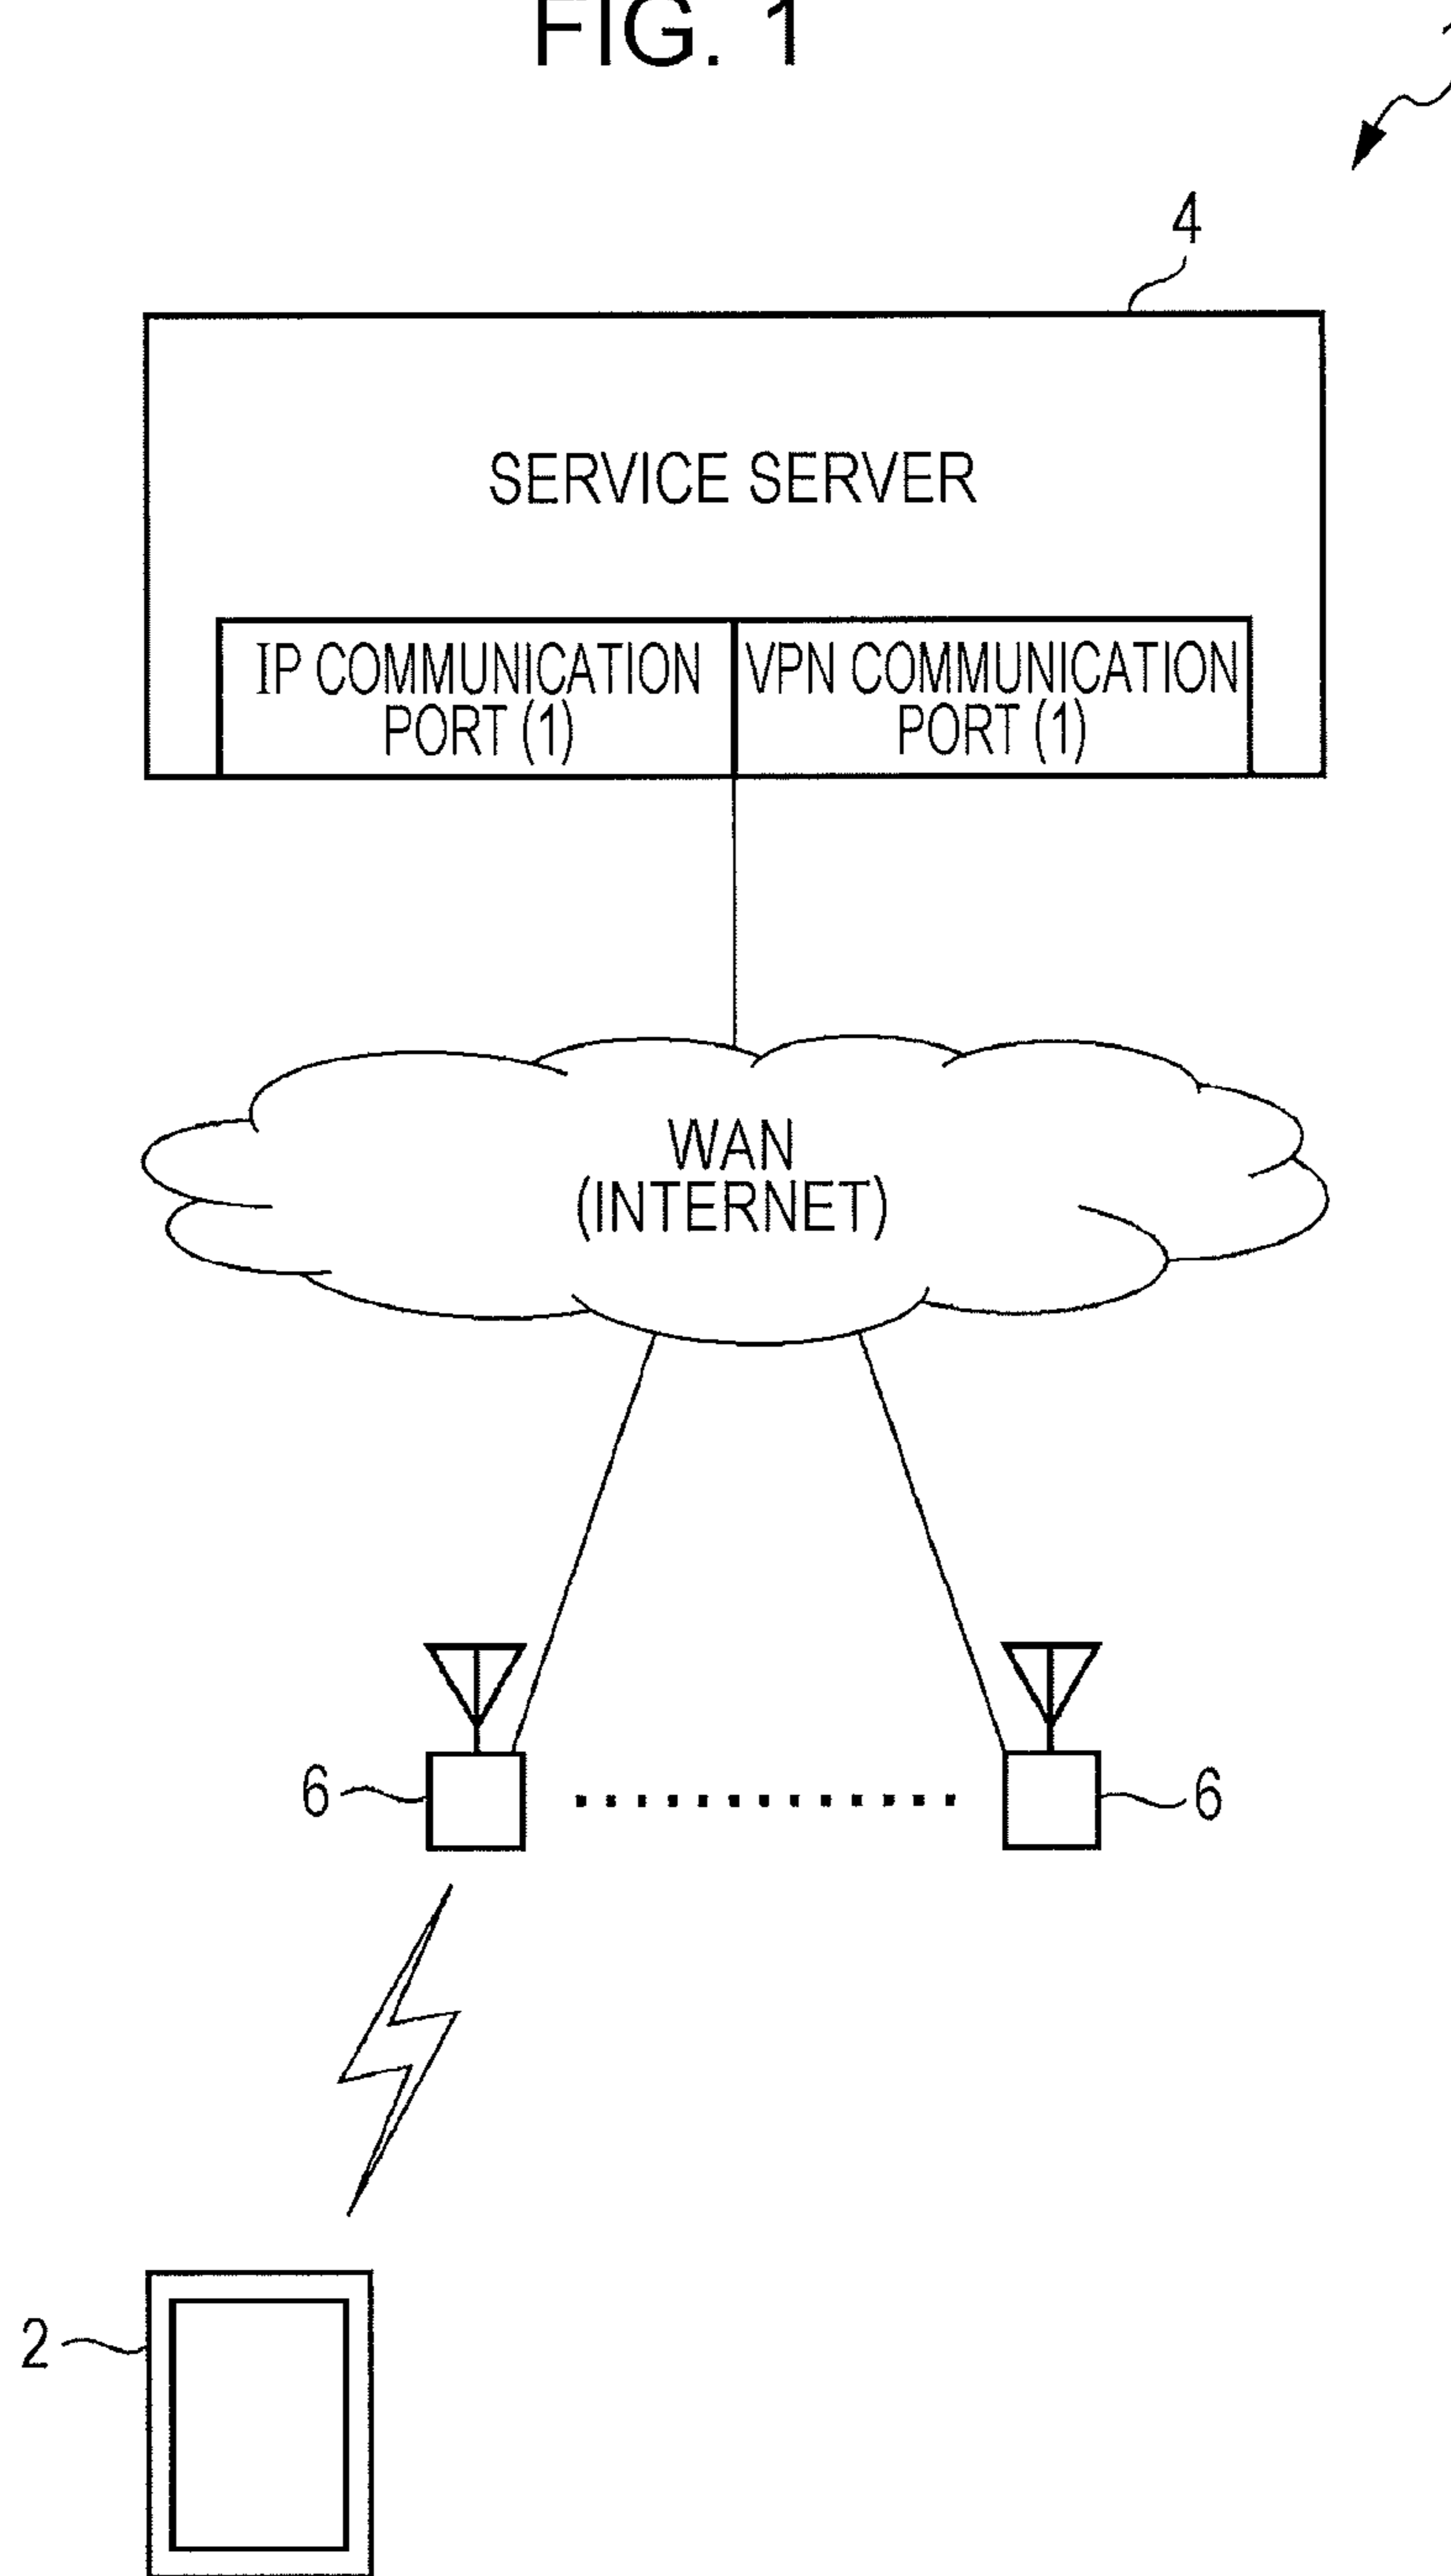 FIG. 1
4
SERVICE SERVER
IP COMMUNICATION
PORT (1)
VPN COMMUNICATION
PORT (1)
WAN
(INTERNET)
6
6
2